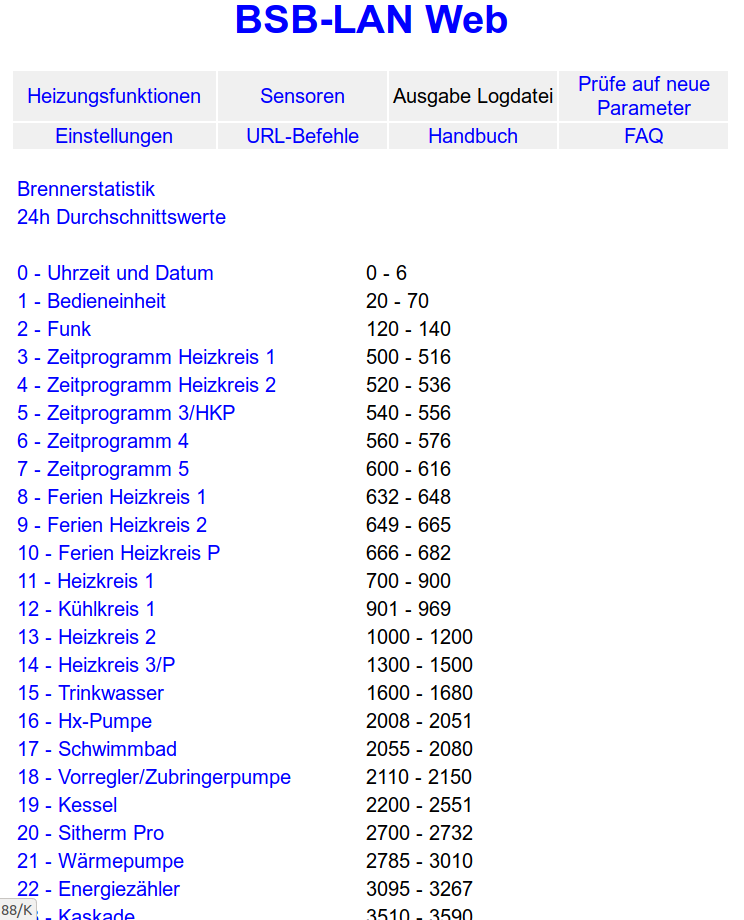 BSB-LAN Web
Heizungsfunktionen Sensoren Ausgabe Logdatei Prüfe auf neue
Parameter
Einstellungen URL-Befehle Handbuch FAQ
Brennerstatistik
24h Durchschnittswerte
0 - Uhrzeit und Datum 0 - 6
1 - Bedieneinheit 20 - 70
2 - Funk 120 - 140
3 - Zeitprogramm Heizkreis 1 500 - 516
4 - Zeitprogramm Heizkreis 2 520 - 536
5 - Zeitprogramm 3/HKP 540 - 556
6 - Zeitprogramm 4 560 - 576
7 - Zeitprogramm 5 600 - 616
8 - Ferien Heizkreis 1 632 - 648
9 - Ferien Heizkreis 2 649 - 665
10 - Ferien Heizkreis P 666 - 682
11 - Heizkreis 1 700 - 900
12 - Kühlkreis 1 901 - 969
13 - Heizkreis 2 1000 - 1200
14 - Heizkreis 3/P 1300 - 1500
15 - Trinkwasser 1600 - 1680
16 - Hx-Pumpe 2008 - 2051
17 - Schwimmbad 2055 - 2080
18 - Vorregler/Zubringerpumpe 2110 - 2150
19 - Kessel 2200 - 2551
20 - Sitherm Pro 2700 - 2732
21 - Wärmepumpe 2785 - 3010
22 - Energiezähler 3095 - 3267
88/K
- Kaskade 3510 - 3590